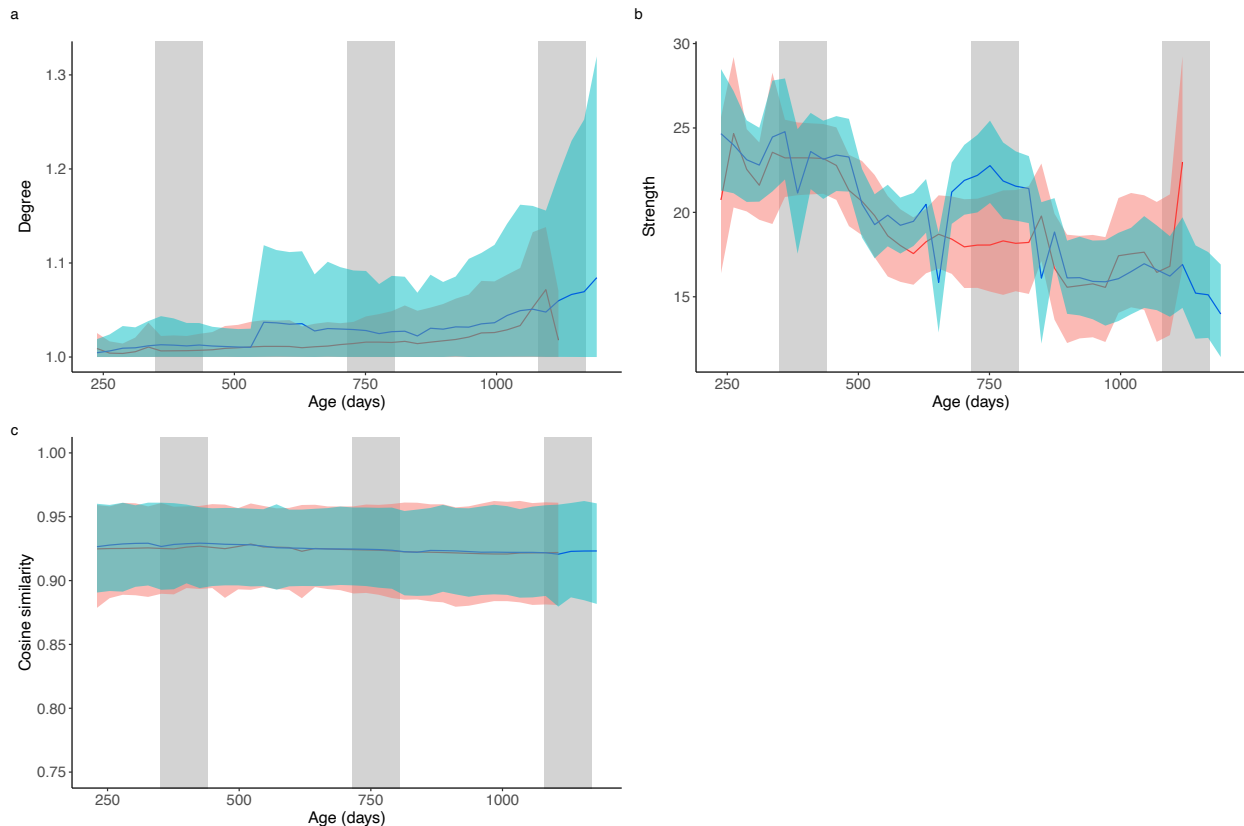 a
1.3
1.2
1.1
1.0
Degree
250 500 750 1000
Age (days)
b
30
25
20
15
Strength
250 500 750 1000
Age (days)
c
1.00
0.95
0.90
0.85
0.80
0.75
Cosine similarity
250 500 750 1000
Age (days)